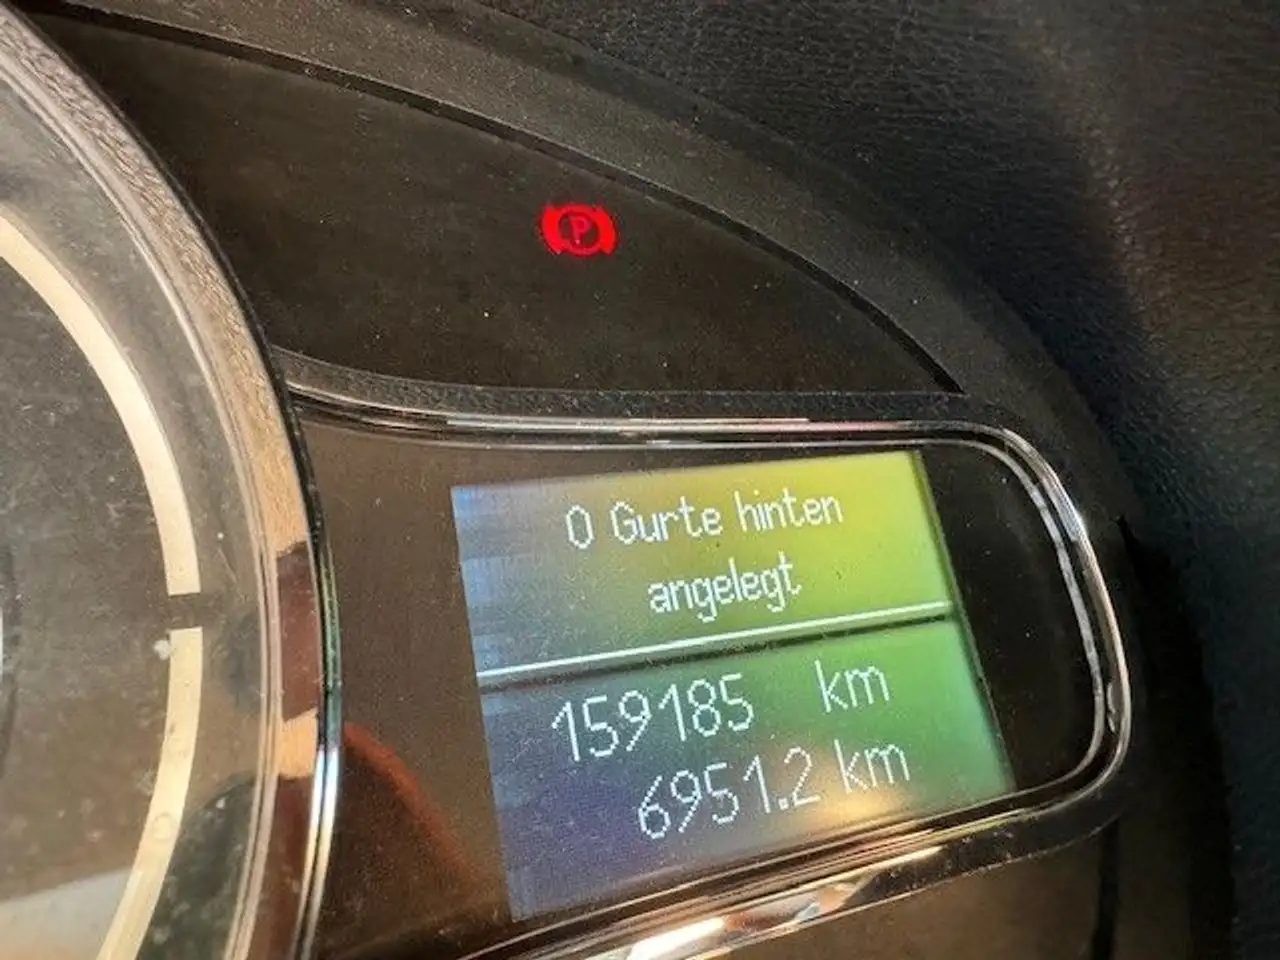 P
0 Gurte hinten
angelegt
159185 km
6951.2 km